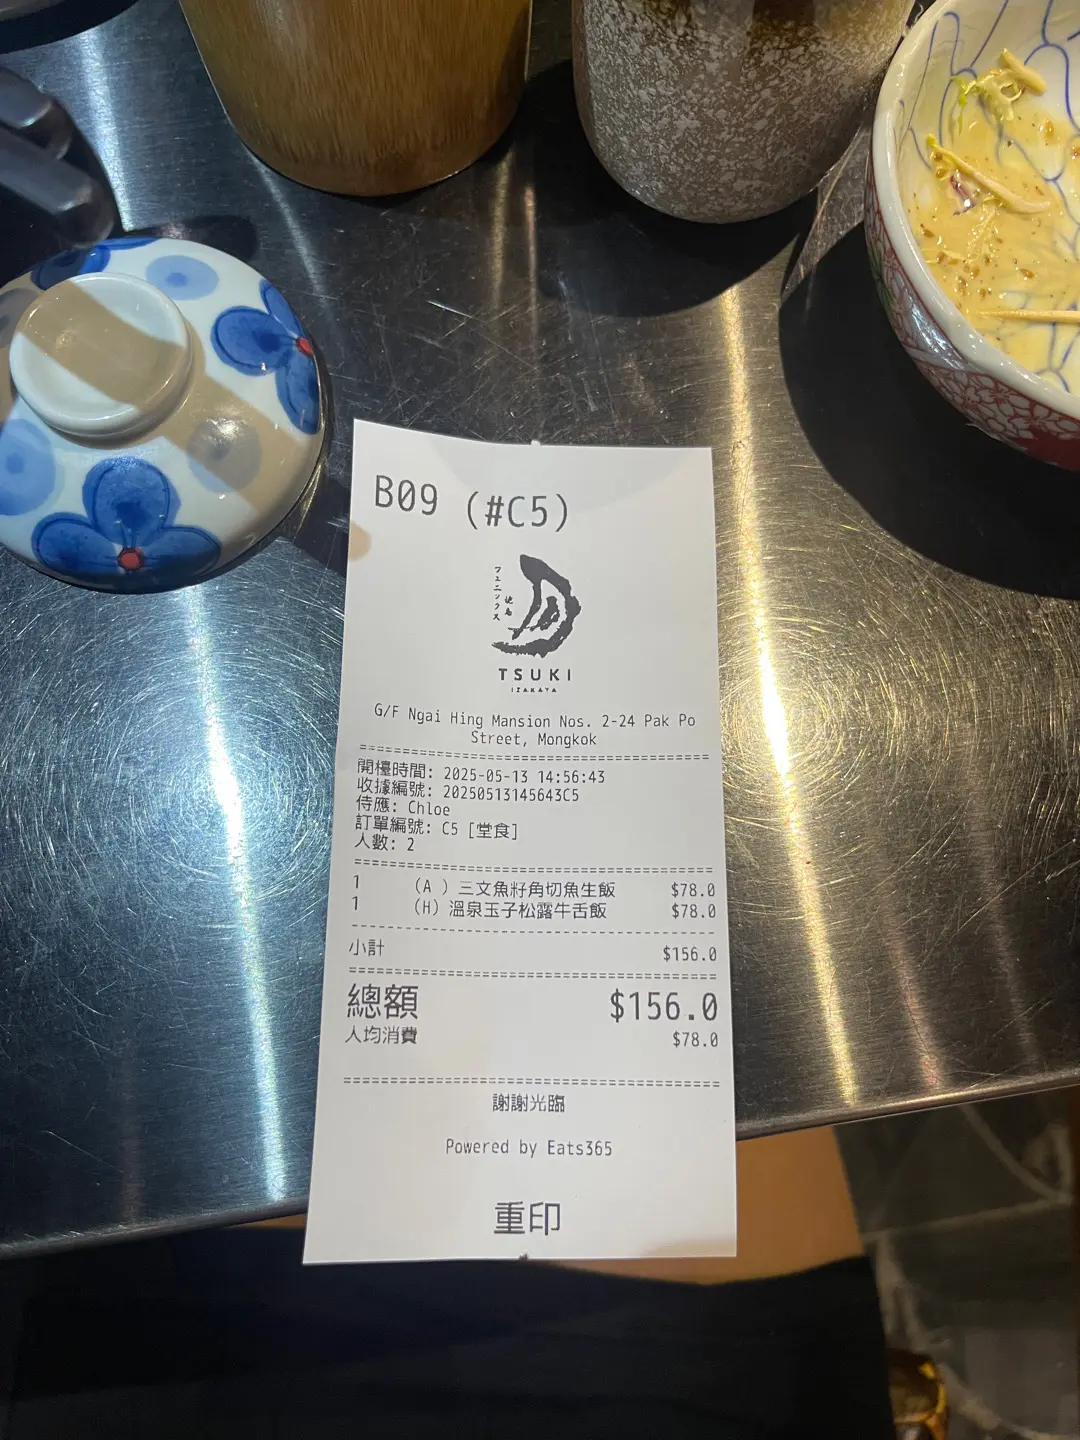 B09 (#C5)
フェニックス
月
TSUKI
IZAKAYA
G/F Ngai Hing Mansion Nos. 2-24 Pak Po
Street, Mongkok
開檯時間: 2025-05-13 14:56:43
收據編號: 20250513145643C5
侍應: Chloe
訂單編號: C5 [堂食]
人數: 2
1 (A ) 三文魚籽角切魚生飯 $78.0
1 (H) 溫泉玉子松露牛舌飯 $78.0
小計 $156.0
總額 $156.0
人均消費 $78.0
謝謝光臨
Powered by Eats365
重印